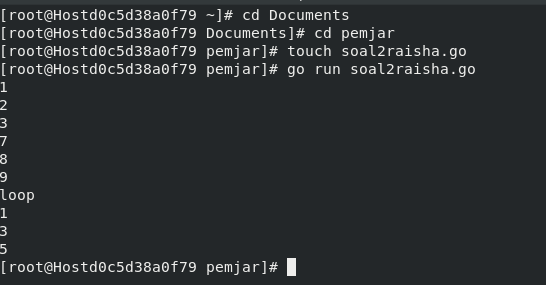 [root@Hostd0c5d38a0f79 ~]# cd Documents
[root@Hostd0c5d38a0f79 Documents]# cd pemjar
[root@Hostd0c5d38a0f79 pemjar]# touch soal2raisha.go
[root@Hostd0c5d38a0f79 pemjar]# go run soal2raisha.go
1
2
3
7
8
9
loop
1
3
5
[root@Hostd0c5d38a0f79 pemjar]#